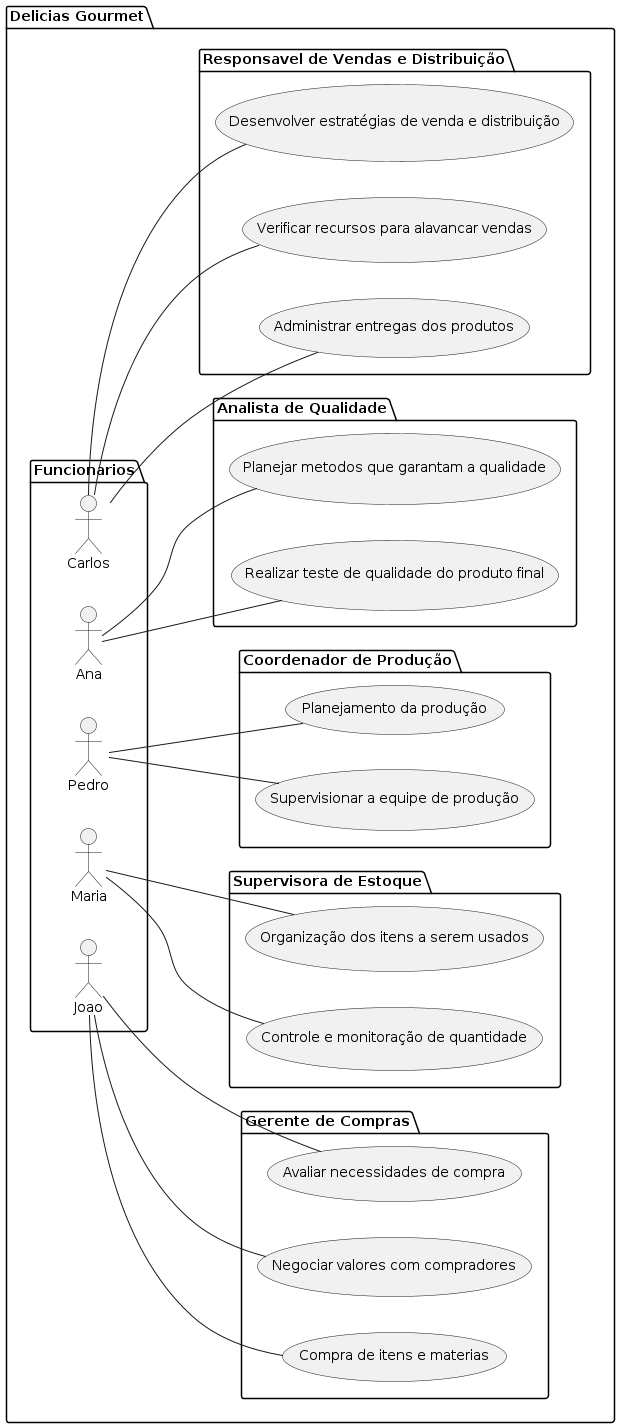 Delicias Gourmet
Responsavel de Vendas e Distribuição
Desenvolver estratégias de venda e distribuição
Verificar recursos para alavancar vendas
Administrar entregas dos produtos
Analista de Qualidade
Planejar metodos que garantam a qualidade
Realizar teste de qualidade do produto final
Funcionarios
Carlos
Ana
Pedro
Maria
Joao
Coordenador de Produção
Planejamento da produção
Supervisionar a equipe de produção
Supervisora de Estoque
Organização dos itens a serem usados
Controle e monitoração de quantidade
Gerente de Compras
Avaliar necessidades de compra
Negociar valores com compradores
Compra de itens e materias